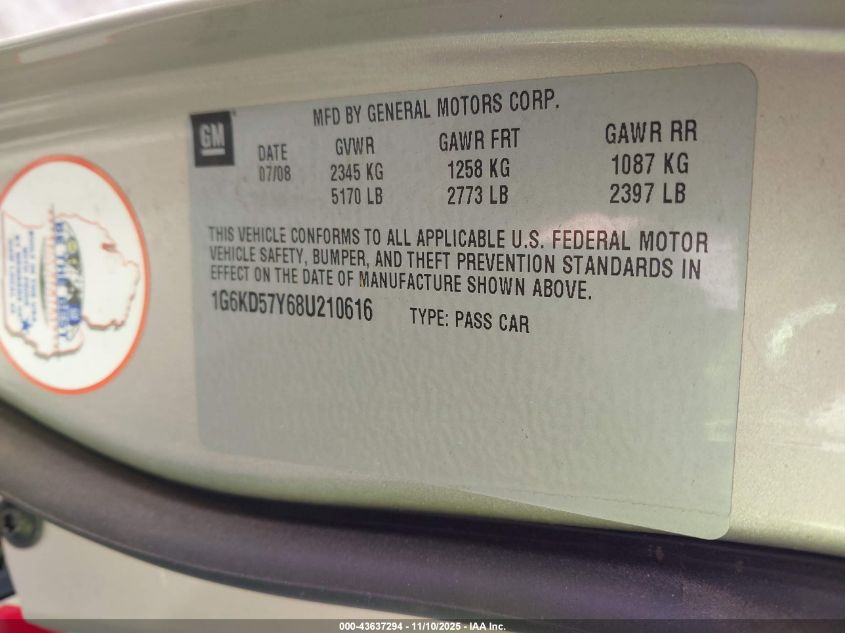 GM
MFD BY GENERAL MOTORS CORP.
DATE GVWR GAWR FRT GAWR RR
07/08 2345 KG 1258 KG 1087 KG
5170 LB 2773 LB 2397 LB
THIS VEHICLE CONFORMS TO ALL APPLICABLE U.S. FEDERAL MOTOR
VEHICLE SAFETY, BUMPER, AND THEFT PREVENTION STANDARDS IN
EFFECT ON THE DATE OF MANUFACTURE SHOWN ABOVE.
1G6KD57Y68U210616 TYPE: PASS CAR
BE THE BEST
000-43637294 - 11/10/2025 - IAA Inc.